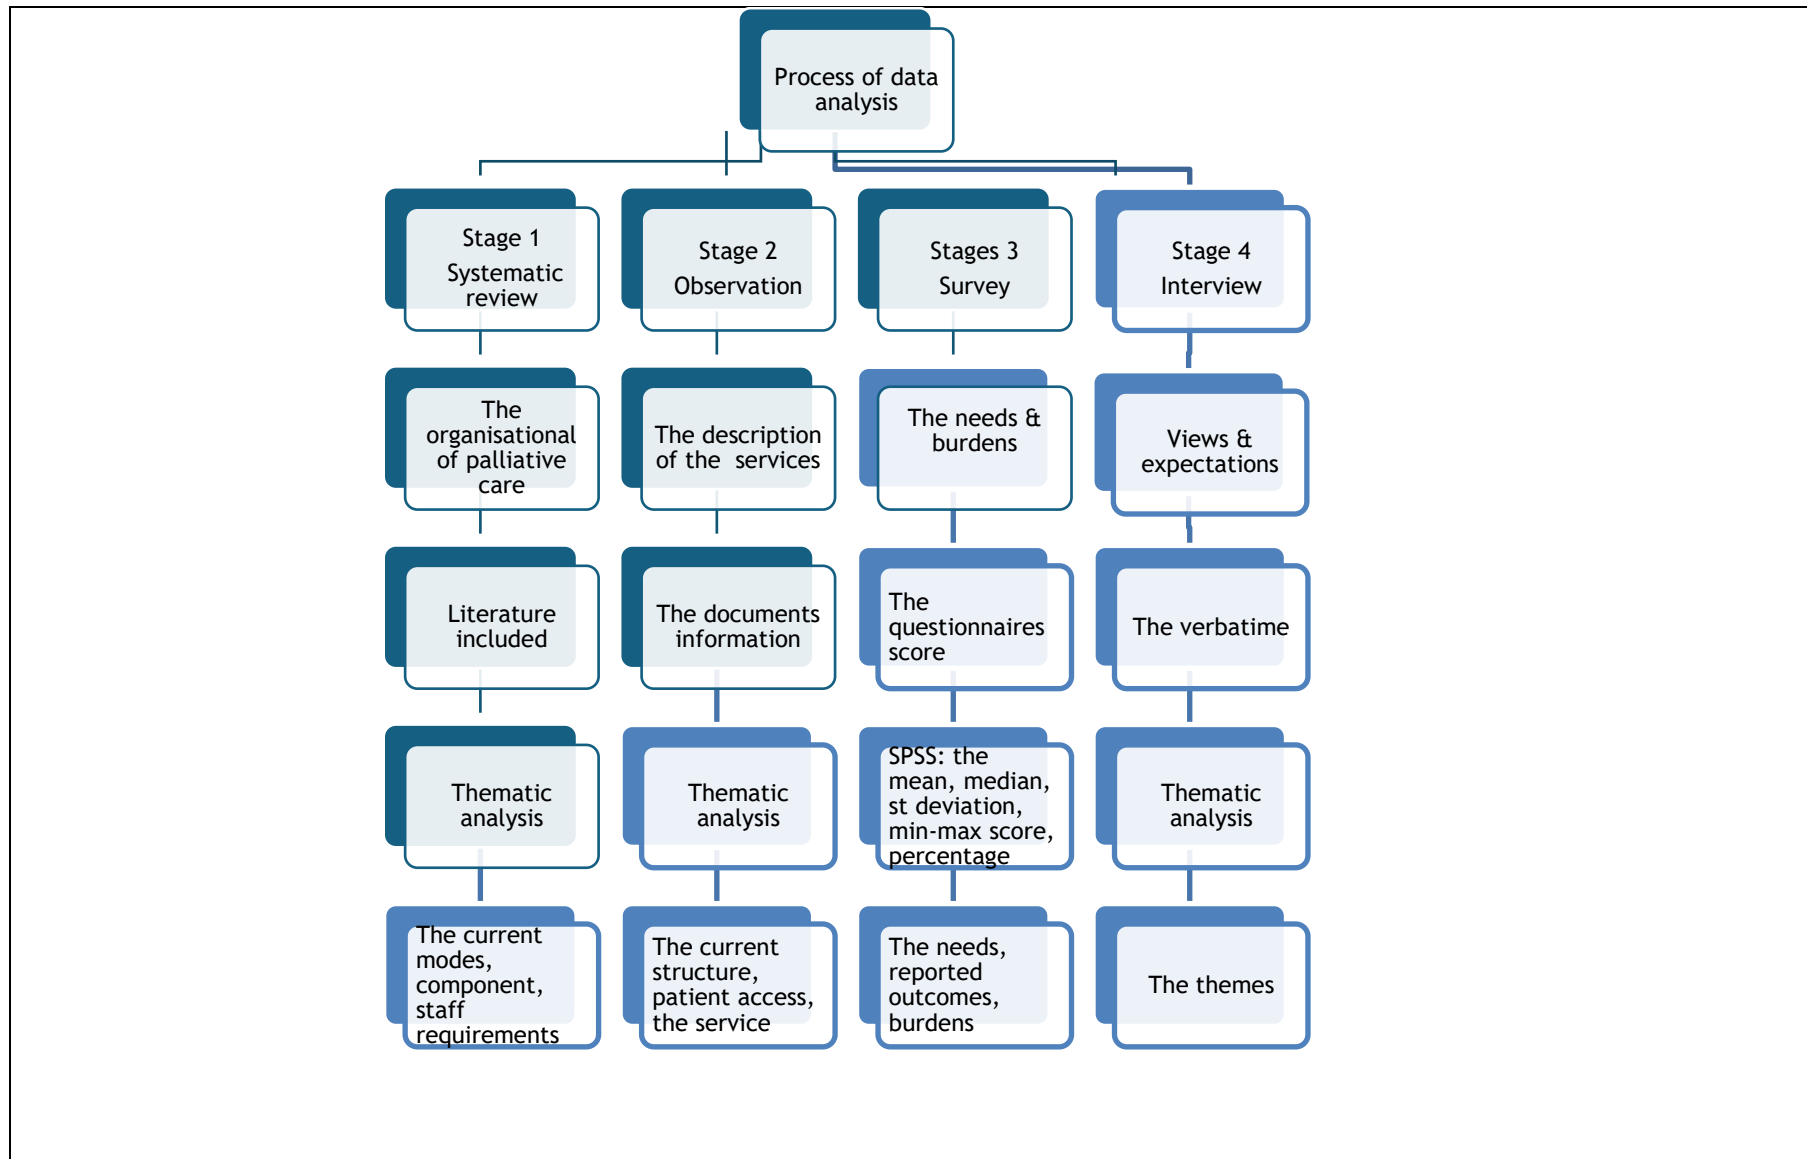 Process of data
analysis
Stage 1
Systematic
review
Stage 2
Observation
Stages 3
Survey
Stage 4
Interview
The
organisational
of palliative
care
The description
of the  services
The needs &
burdens
Views &
expectations
Literature
included
The documents
information
The
questionnaires
score
The verbatime
Thematic
analysis
Thematic
analysis
SPSS: the
mean, median,
st deviation,
min-max score,
percentage
Thematic
analysis
The current
modes,
component,
staff
requirements
The current
structure,
patient access,
the service
The needs,
reported
outcomes,
burdens
The themes